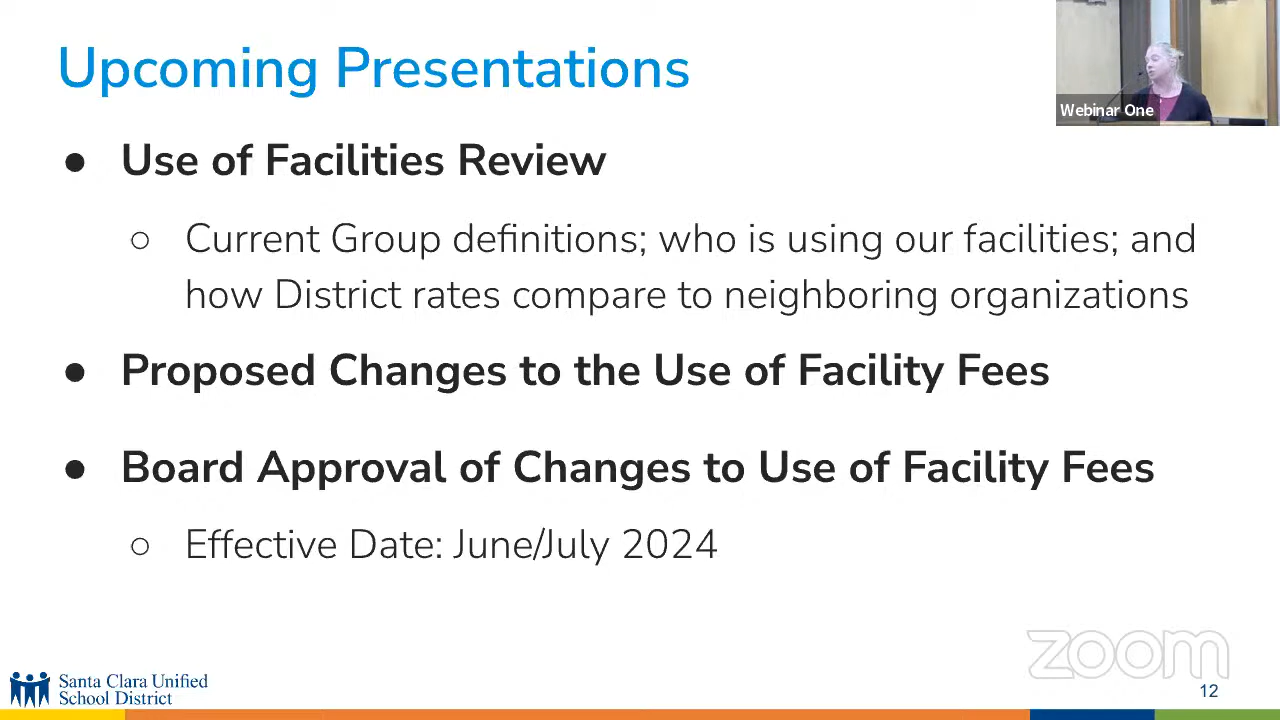 Upcoming Presentations
Webinar One
● Use of Facilities Review
○ Current Group definitions; who is using our facilities; and
how District rates compare to neighboring organizations
● Proposed Changes to the Use of Facility Fees
● Board Approval of Changes to Use of Facility Fees
○ Effective Date: June/July 2024
zoom
Santa Clara Unified
School District
12